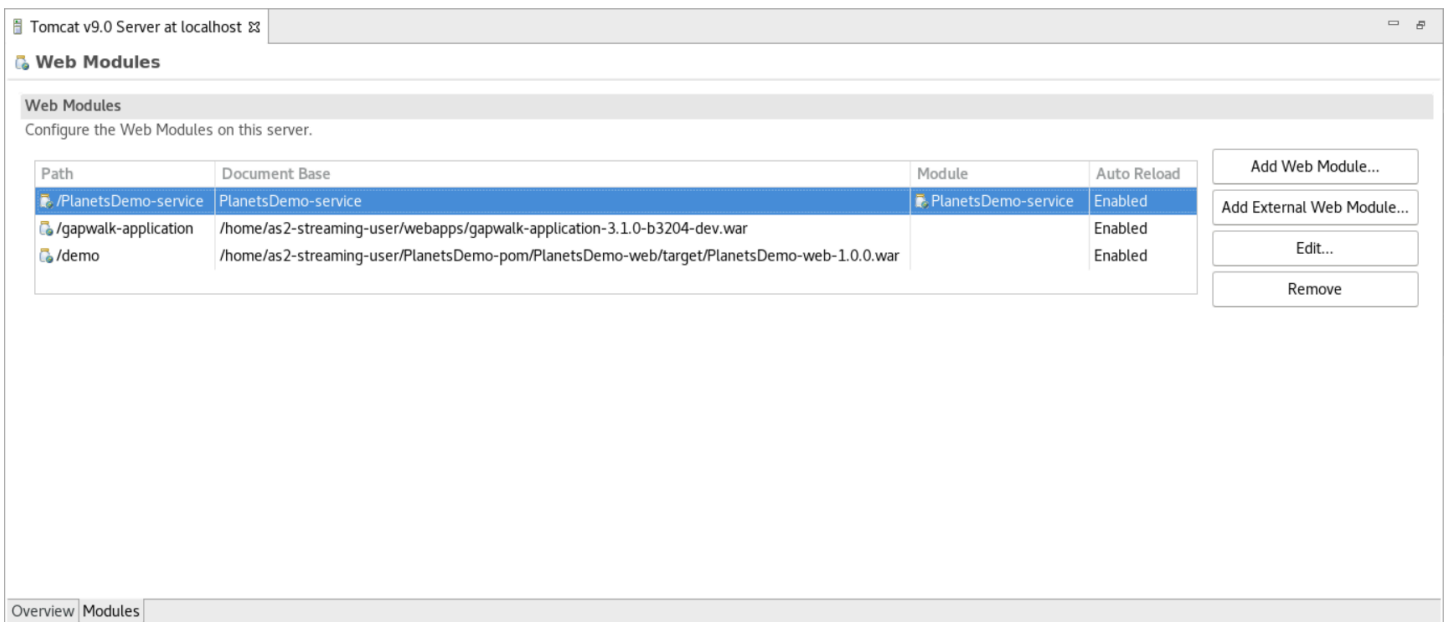 Tomcat v9.0 Server at localhost
Web Modules
Web Modules
Configure the Web Modules on this server.
Path Document Base Module Auto Reload
/PlanetsDemo-service PlanetsDemo-service PlanetsDemo-service Enabled
/gapwalk-application /home/as2-streaming-user/webapps/gapwalk-application-3.1.0-b3204-dev.war Enabled
/demo /home/as2-streaming-user/PlanetsDemo-pom/PlanetsDemo-web/target/PlanetsDemo-web-1.0.0.war Enabled
Add Web Module...
Add External Web Module...
Edit...
Remove
Overview Modules